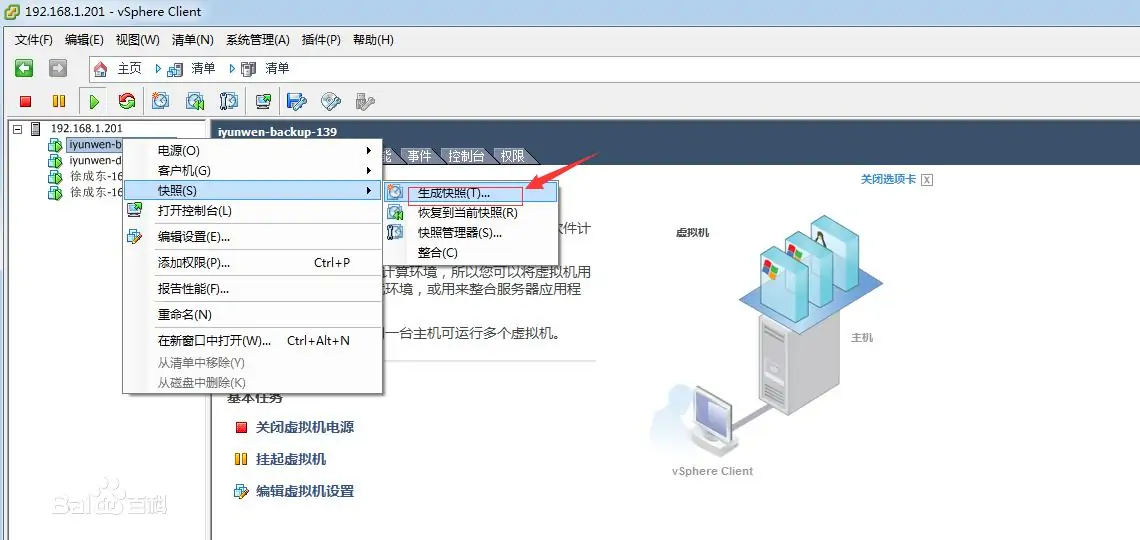 192.168.1.201 - vSphere Client
文件(F) 编辑(E) 视图(W) 清单(N) 系统管理(A) 插件(P) 帮助(H)
主页 清单 清单
192.168.1.201
iyunwen-b
iyunwen-d
徐成东-16
徐成东-16
iyunwen-backup-139
能 事件 控制台 权限
关闭选项卡
电源(O)
客户机(G)
快照(S)
打开控制台(L)
编辑设置(E)...
添加权限(P)... Ctrl+P
报告性能(F)...
重命名(N)
在新窗口中打开(W)... Ctrl+Alt+N
从清单中移除(Y)
从磁盘中删除(K)
生成快照(T)...
恢复到当前快照(R)
快照管理器(S)...
整合(C)
软件计
计算环境，所以您可以将虚拟机用
环境，或用来整合服务器应用程
一台主机可运行多个虚拟机。
基本任务
关闭虚拟机电源
挂起虚拟机
编辑虚拟机设置
虚拟机
主机
vSphere Client
Baidu百科